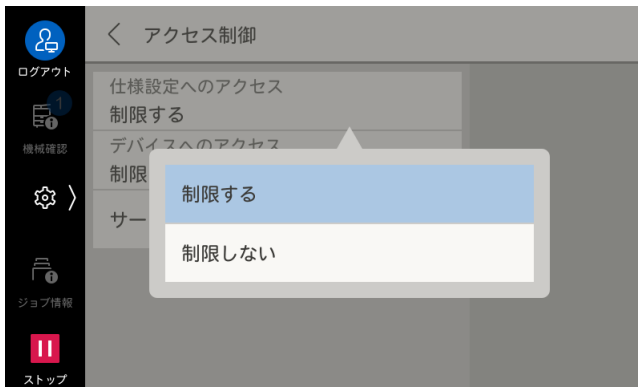 アクセス制御
ログアウト
仕様設定へのアクセス
制限する
1
機械確認
デバイスへのアクセス
制限
制限する
サー
制限しない
ジョブ情報
ストップ